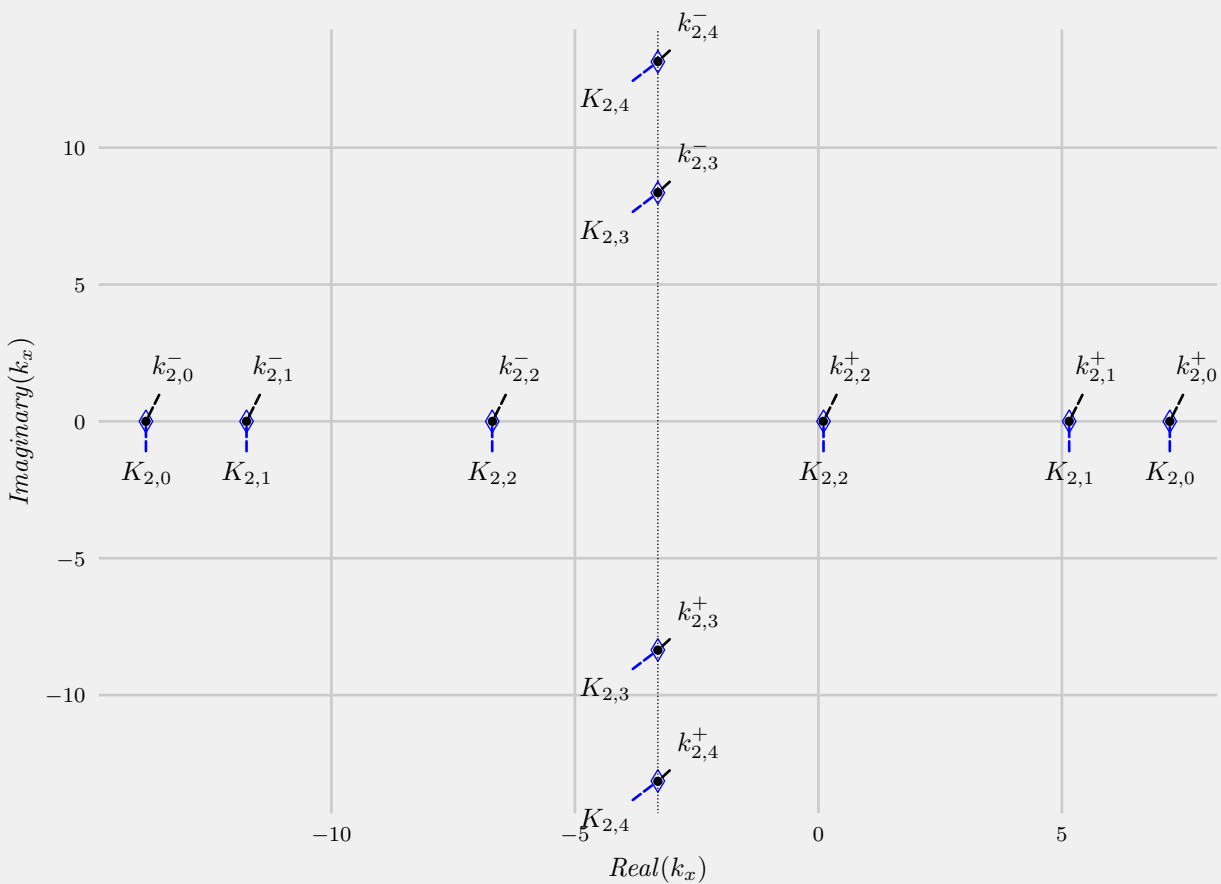 $k_{2,4}^{-}$
$K_{2,4}$
10
$k_{2,3}^{-}$
$K_{2,3}$
5
$k_{2,0}^{-}$ $k_{2,1}^{-}$ $k_{2,2}^{-}$ $k_{2,2}^{+}$ $k_{2,1}^{+}$ $k_{2,0}^{+}$
0
$K_{2,0}$ $K_{2,1}$ $K_{2,2}$ $K_{2,2}$ $K_{2,1}$ $K_{2,0}$
$Imaginary(k_x)$
−5
$k_{2,3}^{+}$
$K_{2,3}$
−10
$k_{2,4}^{+}$
$K_{2,4}$
−10 −5 0 5
$Real(k_x)$